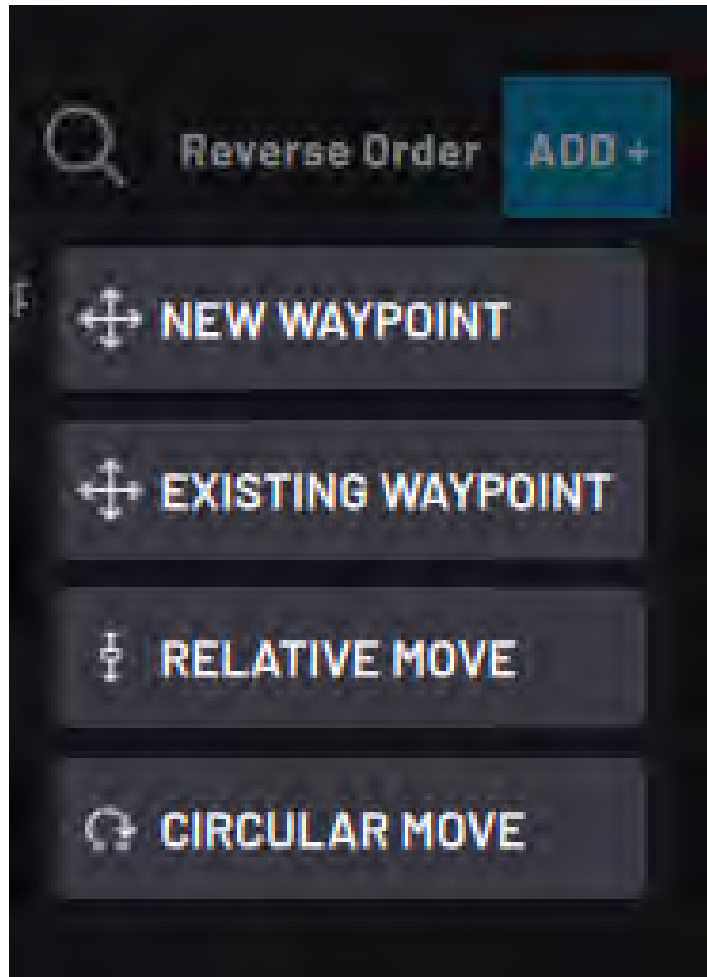 Reverse Order ADD +
NEW WAYPOINT
EXISTING WAYPOINT
RELATIVE MOVE
CIRCULAR MOVE